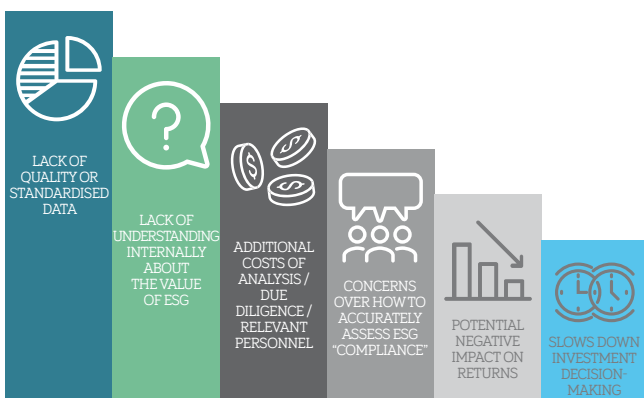 LACK OF
QUALITY OR
STANDARDISED
DATA
?
LACK OF
UNDERSTANDING
INTERNALLY
ABOUT
THE VALUE
OF ESG
$
$
$
ADDITIONAL
COSTS OF
ANALYSIS /
DUE
DILIGENCE /
RELEVANT
PERSONNEL
CONCERNS
OVER HOW TO
ACCURATELY
ASSESS ESG
“COMPLIANCE”
POTENTIAL
NEGATIVE
IMPACT ON
RETURNS
SLOWS DOWN
INVESTMENT
DECISION-
MAKING